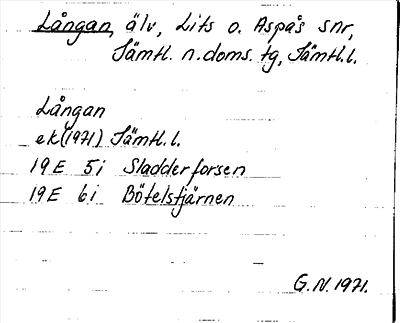 Långan, älv, Lits o. Aspås snr,
Jämtl. n. doms. tg, Jämtl. l.
Långan
ek (1971) Jämtl. l.
19E 5i Sladderforsen
19E 6i Bötelstjärnen
G.N. 1971.